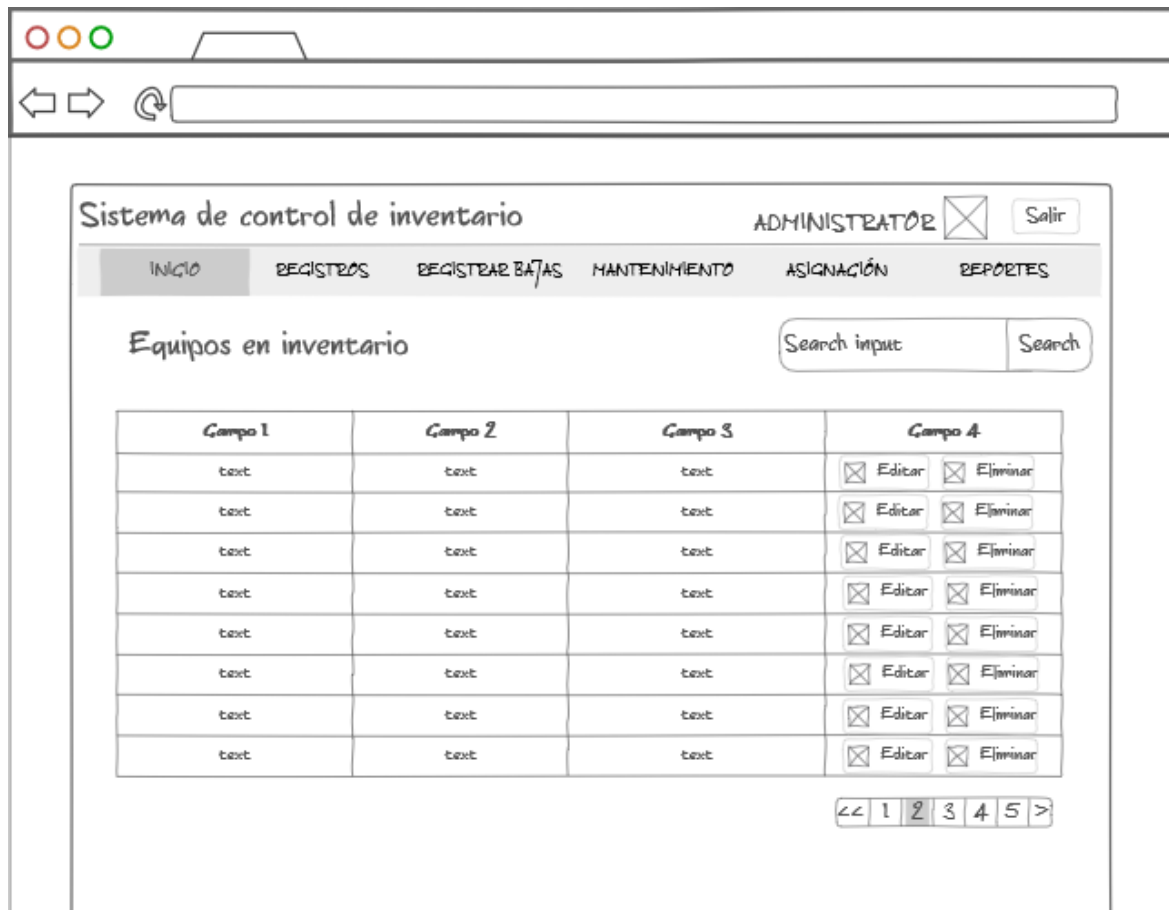 Sistema de control de inventario
ADMINISTRATOR
Salir
INICIO REGISTROS REGISTRAR BAJAS MANTENIMIENTO ASIGNACIÓN REPORTES
Equipos en inventario
Search input Search
Campo 1 Campo 2 Campo 3 Campo 4
text text text Editar Eliminar
text text text Editar Eliminar
text text text Editar Eliminar
text text text Editar Eliminar
text text text Editar Eliminar
text text text Editar Eliminar
text text text Editar Eliminar
text text text Editar Eliminar
<< 1 2 3 4 5 >